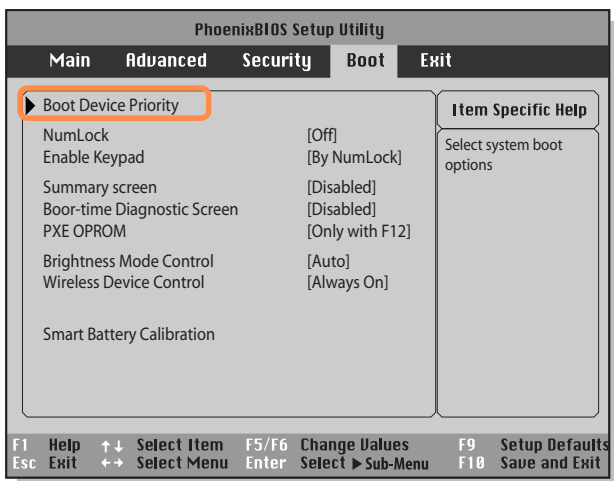 PhoenixBIOS Setup Utility
Main Advanced Security Boot Exit
Boot Device Priority
NumLock [Off]
Enable Keypad [By NumLock]
Summary screen [Disabled]
Boor-time Diagnostic Screen [Disabled]
PXE OPROM [Only with F12]
Brightness Mode Control [Auto]
Wireless Device Control [Always On]
Smart Battery Calibration
Item Specific Help
Select system boot
options
F1 Help ↑↓ Select Item F5/F6 Change Values F9 Setup Defaults
Esc Exit ←→ Select Menu Enter Select ▶ Sub-Menu F10 Save and Exit